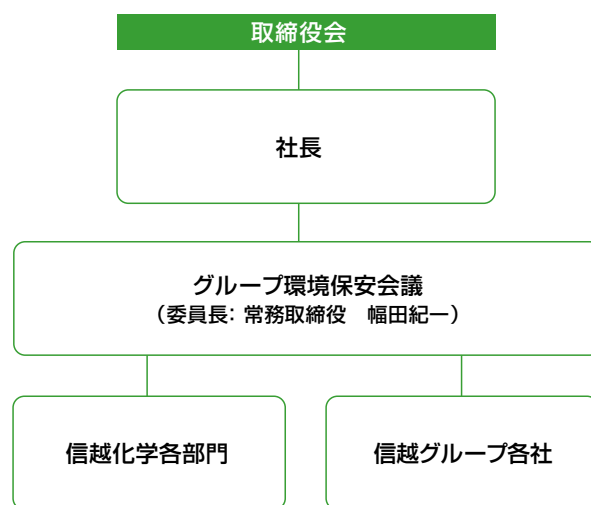 取締役会
社長
グループ環境保安会議
（委員長: 常務取締役　幅田紀一）
信越化学各部門
信越グループ各社